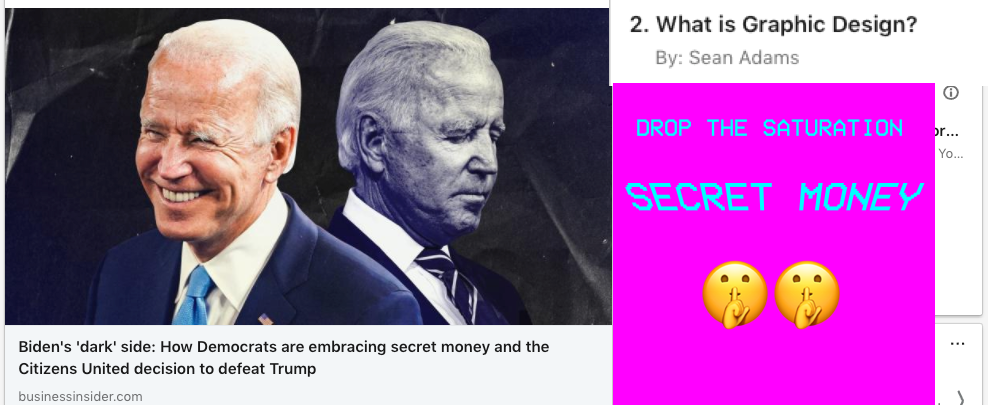 2. What is Graphic Design?
By: Sean Adams
DROP THE SATURATION
SECRET MONEY
or...
Yo...
Biden's 'dark' side: How Democrats are embracing secret money and the
Citizens United decision to defeat Trump
businessinsider.com